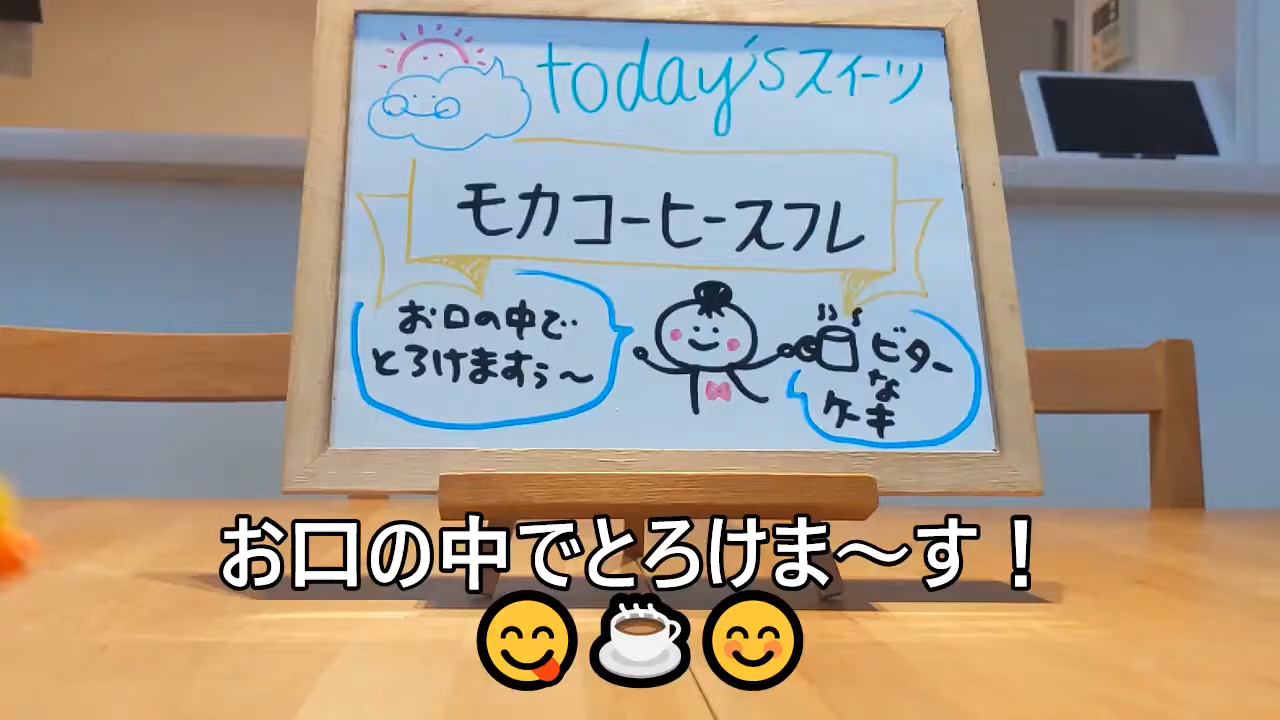 today'sスイーツ
モカコーヒースフレ
お口の中で
とろけますぅ〜
ビター
な
ケーキ
お口の中でとろけま〜す！